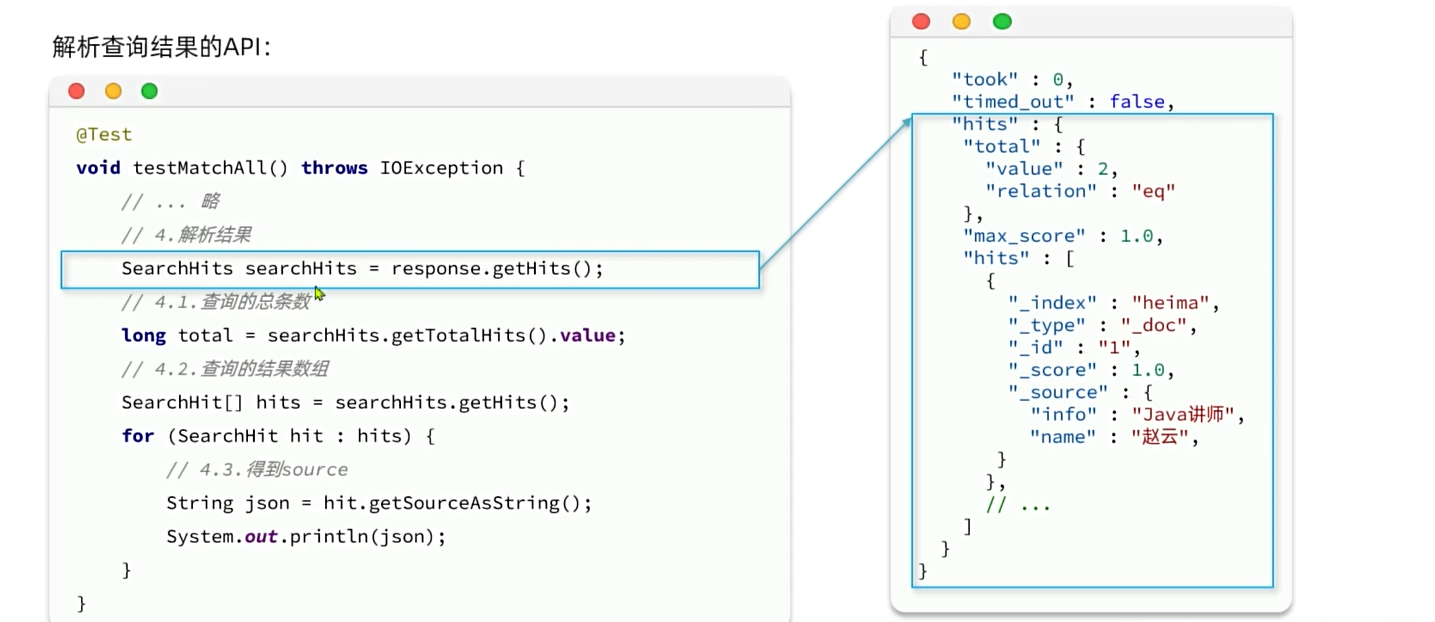 解析查询结果的API：
@Test
void testMatchAll() throws IOException {
// ... 略
// 4.解析结果
SearchHits searchHits = response.getHits();
// 4.1.查询的总条数
long total = searchHits.getTotalHits().value;
// 4.2.查询的结果数组
SearchHit[] hits = searchHits.getHits();
for (SearchHit hit : hits) {
// 4.3.得到source
String json = hit.getSourceAsString();
System.out.println(json);
}
}
{
"took" : 0,
"timed_out" : false,
"hits" : {
"total" : {
"value" : 2,
"relation" : "eq"
},
"max_score" : 1.0,
"hits" : [
{
"_index" : "heima",
"_type" : "_doc",
"_id" : "1",
"_score" : 1.0,
"_source" : {
"info" : "Java讲师",
"name" : "赵云",
}
},
// ...
]
}
}